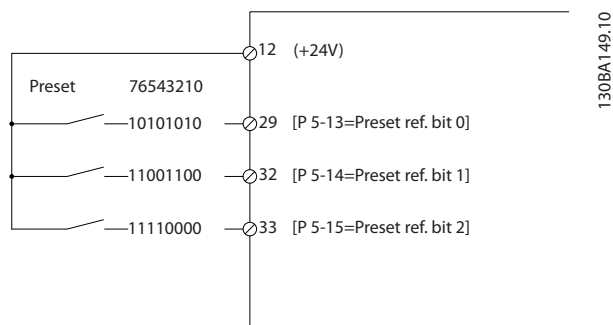 12 (+24V)
Preset 76543210
10101010 29 [P 5-13=Preset ref. bit 0]
11001100 32 [P 5-14=Preset ref. bit 1]
11110000 33 [P 5-15=Preset ref. bit 2]
130BA149.10